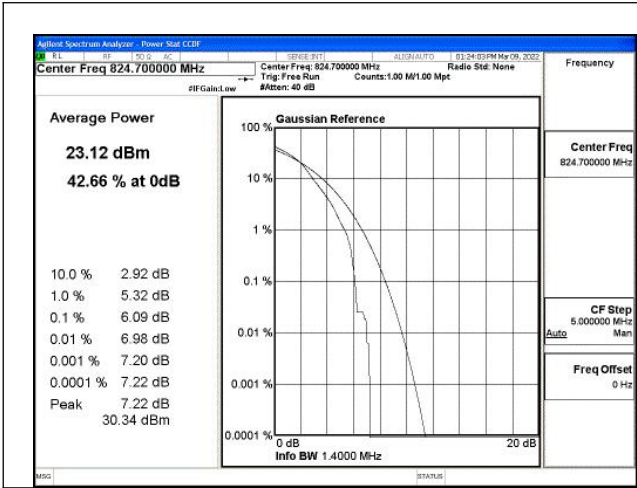 Agilent Spectrum Analyzer - Power Stat CCDF
RL RF 50 Ω AC SENSE:INT ALIGNAUTO 01:24:03 PM Mar 09, 2022
Center Freq 824.700000 MHz
Center Freq: 824.700000 MHz Radio Std: None
Trig: Free Run Counts:1.00 M/1.00 Mpt
#IFGain:Low #Atten: 40 dB
Frequency
Average Power
23.12 dBm
42.66 % at 0dB
10.0 % 2.92 dB
1.0 % 5.32 dB
0.1 % 6.09 dB
0.01 % 6.98 dB
0.001 % 7.20 dB
0.0001 % 7.22 dB
Peak 7.22 dB
30.34 dBm
Gaussian Reference
100 %
10 %
1 %
0.1 %
0.01 %
0.001 %
0.0001 %
0 dB 20 dB
Info BW 1.4000 MHz
Center Freq
824.700000 MHz
CF Step
5.000000 MHz
Auto Man
Freq Offset
0 Hz
MSG STATUS